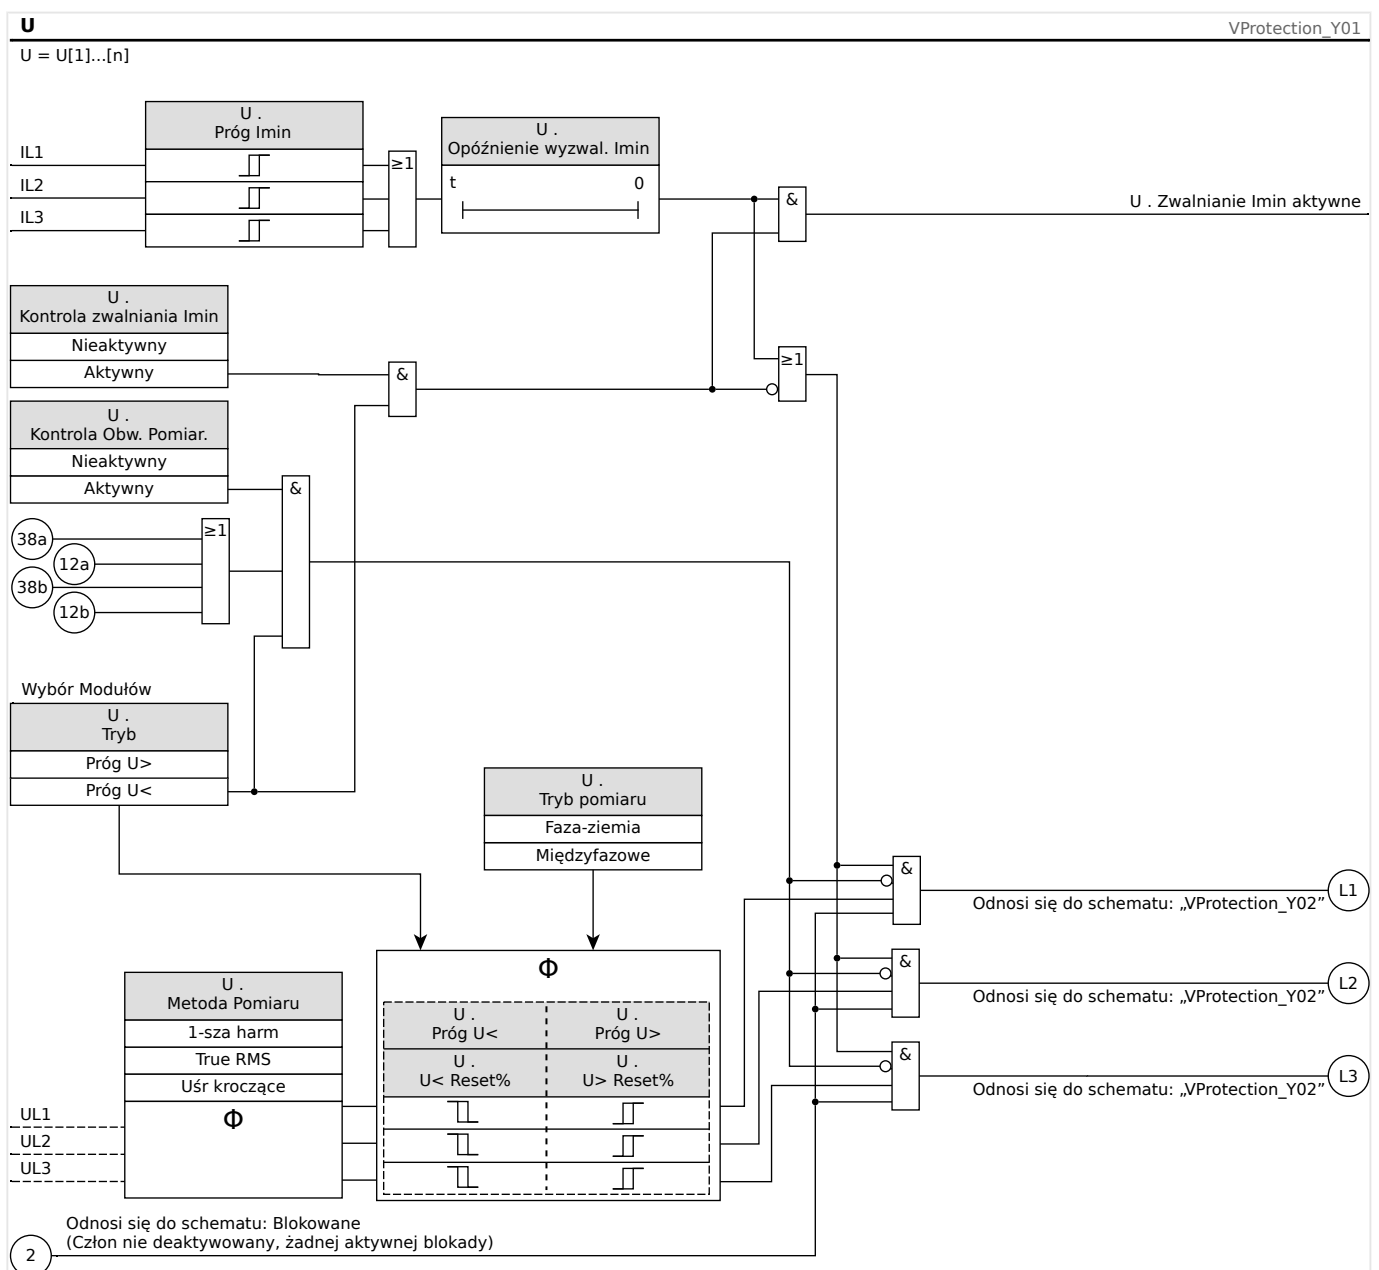 U
VProtection_Y01
U = U[1]...[n]
U .
Próg Imin
IL1
IL2
IL3
≥1
U .
Opóźnienie wyzwal. Imin
t
0
&
U . Zwalnianie Imin aktywne
U .
Kontrola zwalniania Imin
Nieaktywny
Aktywny
&
≥1
U .
Kontrola Obw. Pomiar.
Nieaktywny
Aktywny
&
38a
12a
38b
12b
≥1
Wybór Modułów
U .
Tryb
Próg U>
Próg U<
U .
Tryb pomiaru
Faza-ziemia
Międzyfazowe
&
L1
Odnosi się do schematu: „VProtection_Y02”
&
L2
Odnosi się do schematu: „VProtection_Y02”
&
L3
Odnosi się do schematu: „VProtection_Y02”
U .
Metoda Pomiaru
1-sza harm
True RMS
Uśr kroczące
Φ
UL1
UL2
UL3
Φ
U .
Próg U<
U .
Próg U>
U .
U< Reset%
U .
U> Reset%
Odnosi się do schematu: Blokowane
(Człon nie deaktywowany, żadnej aktywnej blokady)
2